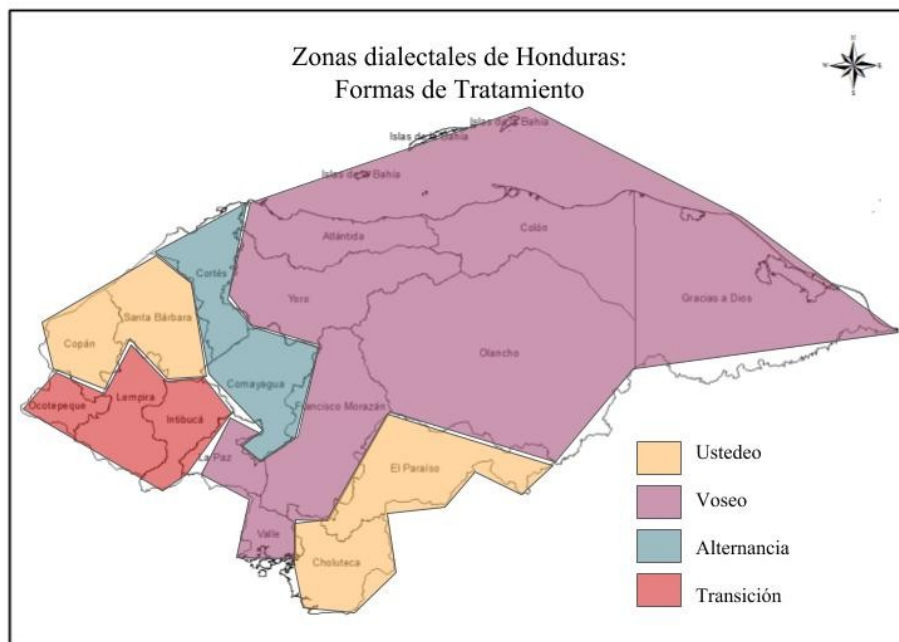 Zonas dialectales de Honduras:
Formas de Tratamiento
N
W
E
S
Islas de la Bahía
Islas de la Bahía
Islas de la Bahía
Atlántida
Colón
Cortés
Yoro
Gracias a Dios
Santa Bárbara
Copán
Olancho
Comayagua
Lempira
Ocotepeque
Intibucá
Francisco Morazán
La Paz
El Paraíso
Valle
Choluteca
Ustedeo
Voseo
Alternancia
Transición